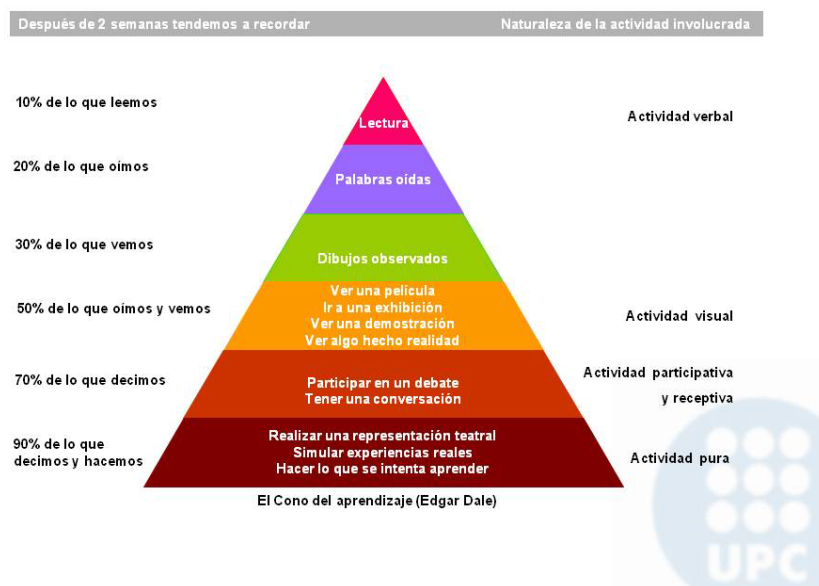 Después de 2 semanas tendemos a recordar
Naturaleza de la actividad involucrada
10% de lo que leemos
Lectura
Actividad verbal
20% de lo que oímos
Palabras oídas
30% de lo que vemos
Dibujos observados
50% de lo que oímos y vemos
Ver una película
Ir a una exhibición
Ver una demostración
Ver algo hecho realidad
Actividad visual
70% de lo que decimos
Participar en un debate
Tener una conversación
Actividad participativa
y receptiva
90% de lo que
decimos y hacemos
Realizar una representación teatral
Simular experiencias reales
Hacer lo que se intenta aprender
Actividad pura
El Cono del aprendizaje (Edgar Dale)
UPC